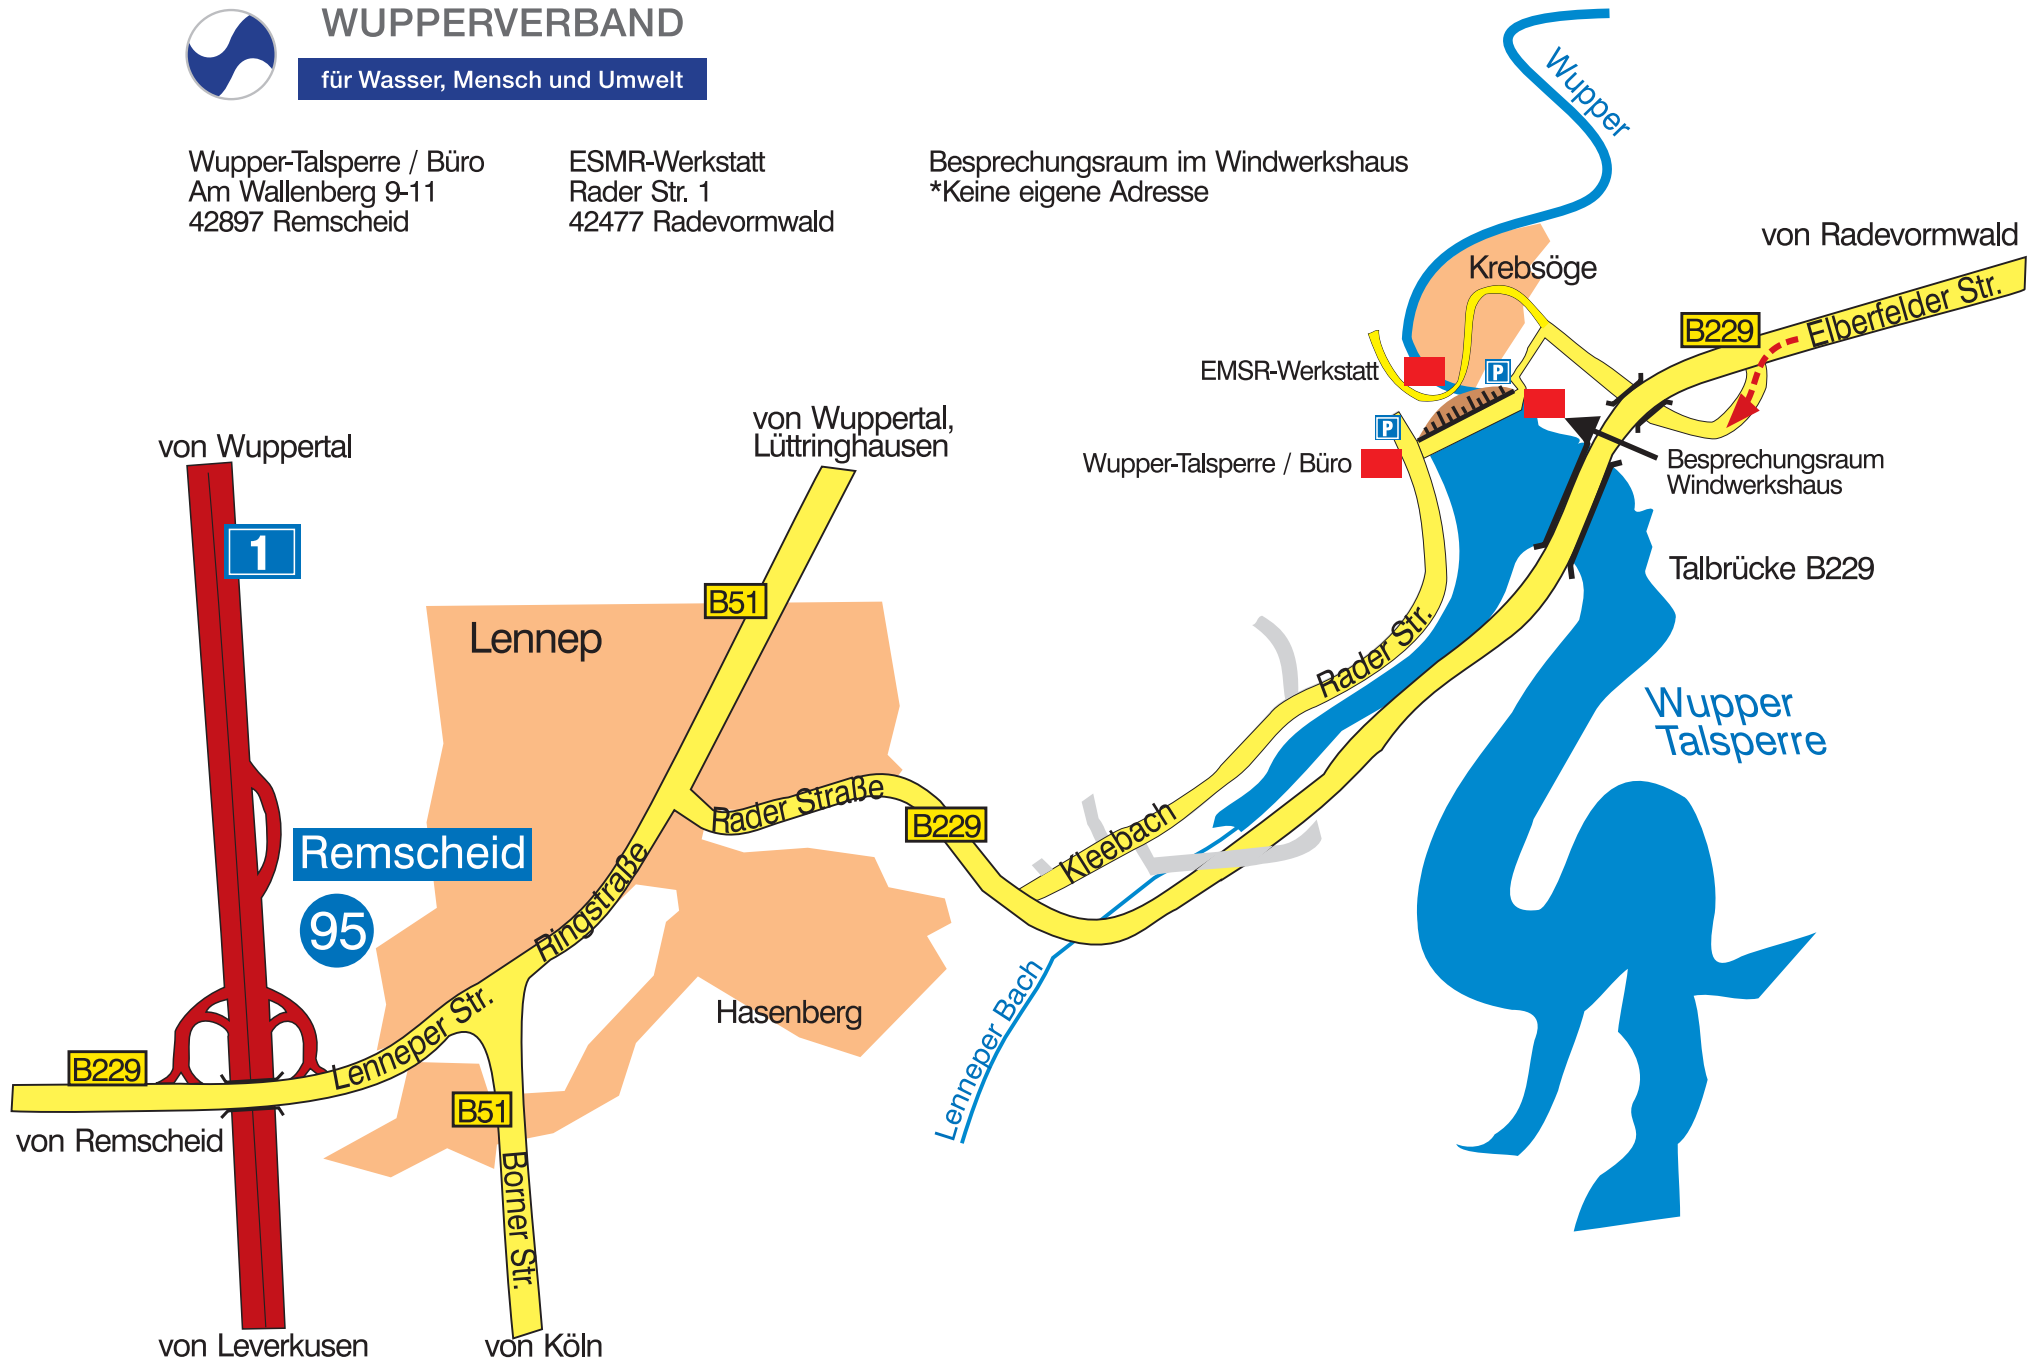 WUPPERVERBAND
für Wasser, Mensch und Umwelt
Wupper-Talsperre / Büro
Am Wallenberg 9-11
42897 Remscheid
ESMR-Werkstatt
Rader Str. 1
42477 Radevormwald
Besprechungsraum im Windwerkshaus
*Keine eigene Adresse
Wupper
von Radevormwald
Krebsöge
Elberfelder Str.
B229
EMSR-Werkstatt
P
P
Wupper-Talsperre / Büro
Besprechungsraum
Windwerkshaus
von Wuppertal
von Wuppertal,
Lüttringhausen
1
Talbrücke B229
B51
Lennep
Rader Str.
Wupper
Talsperre
Rader Straße
B229
Kleebach
Remscheid
95
Ringstraße
Hasenberg
Lenneper Bach
Lenneper Str.
B229
B51
von Remscheid
Borner Str.
von Leverkusen
von Köln